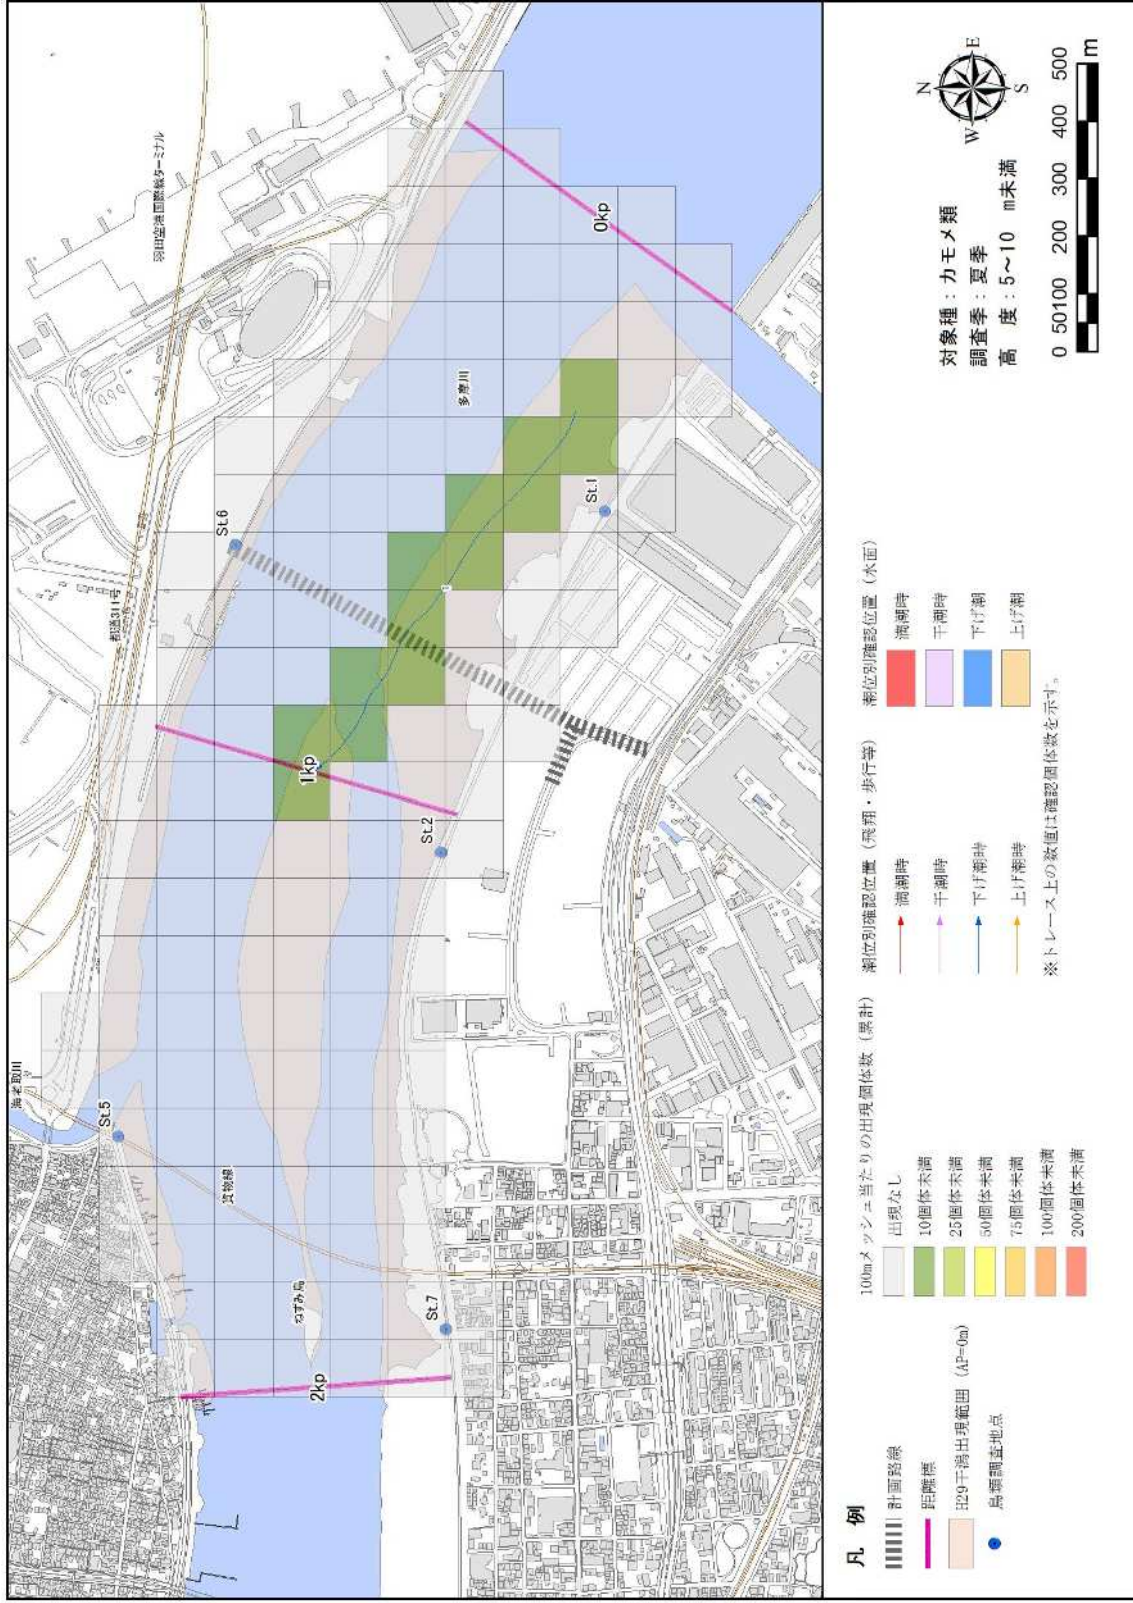 海老取川
羽田空港国際線ターミナル
都道311号
St.5
St.6
貨物線
ねずみ島
多摩川
2kp
1kp
0kp
1
St.7
St.2
St.1
凡 例
計画路線
距離標
H29干潟出現範囲 (AP=0m)
鳥類調査地点
100mメッシュ当たりの出現個体数 (累計)
出現なし
10個体未満
25個体未満
50個体未満
75個体未満
100個体未満
200個体未満
潮位別確認位置 (飛翔・歩行等)
満潮時
干潮時
下げ潮時
上げ潮時
※トレース上の数値は確認個体数を示す。
潮位別確認位置 (水面)
満潮時
干潮時
下げ潮
上げ潮
対象種:カモメ類
調査季:夏季
高 度:5~10 m未満
N
W
E
S
0 50 100 200 300 400 500
m